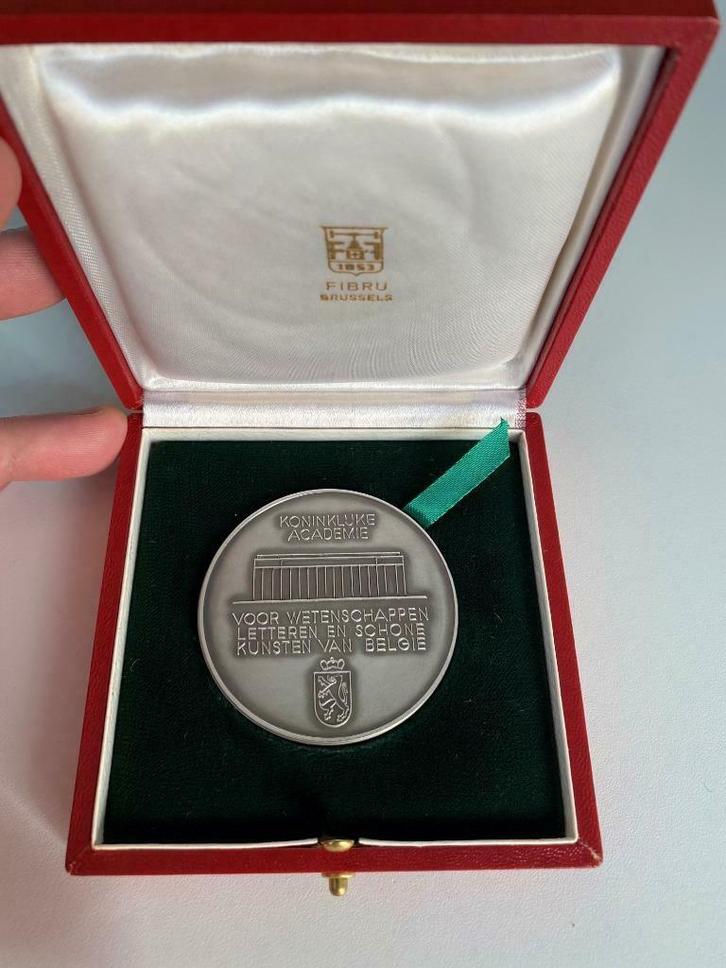 1853
FIBRU
BRUSSELS
KONINKLIJKE
ACADEMIE
VOOR WETENSCHAPPEN
LETTEREN EN SCHONE
KUNSTEN VAN BELGIE